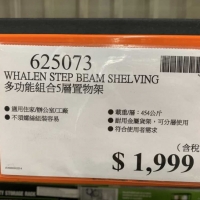 625073
WHALEN STEP BEAM SHELVING
多功能組合5層置物架
● 適用住家/辦公室/工廠
● 不須螺絲組裝容易
● 載重/層：454公斤
● 耐用金屬貨架，可分層使用
● 符合使用者需求
(含稅)
$ 1,999